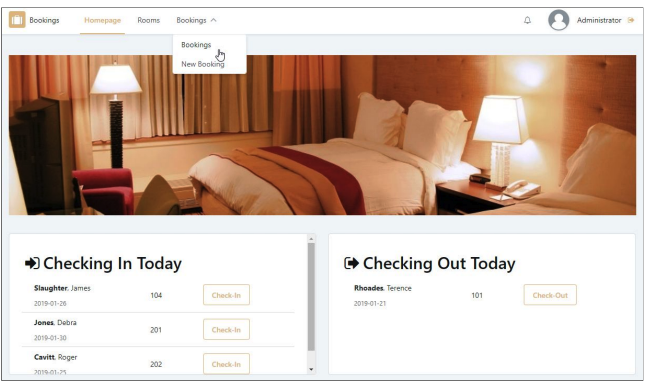 Bookings Homepage Rooms Bookings Administrator
Bookings
New Booking
Checking In Today
Slaughter, James
2019-01-26
104
Check-In
Jones, Debra
2019-01-30
201
Check-In
Cavitt, Roger
2019-01-25
202
Check-In
Checking Out Today
Rhoades, Terence
2019-01-21
101
Check-Out